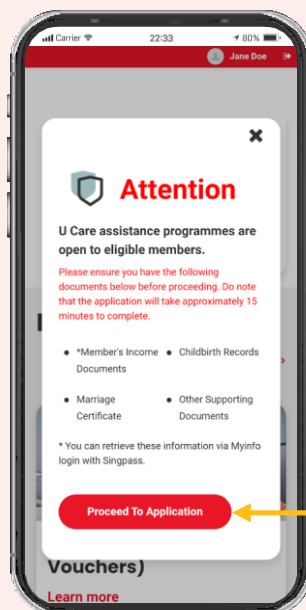 Carrier 22:33 80%
Jane Doe
Attention
U Care assistance programmes are
open to eligible members.
Please ensure you have the following
documents below before proceeding. Do note
that the application will take approximately 15
minutes to complete.
• *Member's Income
Documents
• Childbirth Records
• Marriage
Certificate
• Other Supporting
Documents
* You can retrieve these information via Myinfo
login with Singpass.
Proceed To Application
Vouchers)
Learn more